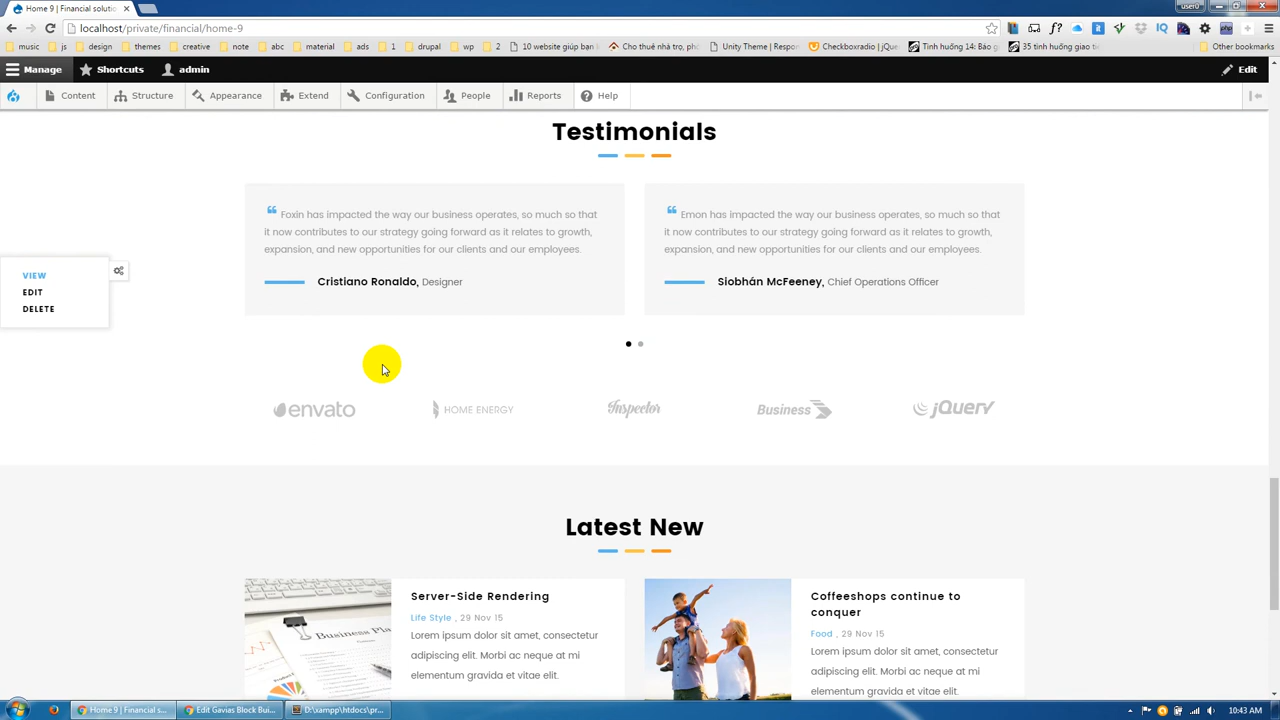 Home 9 | Financial soluti
user0
localhost/private/financial/home-9
music js design themes creative note abc material ads 1 drupal wp 2 10 website giúp bạn Cho thuê nhà trọ, ph Unity Theme | Respon Checkboxradio | jQue Tình huống 14: Báo g 35 tình huống giao ti Other bookmarks
Manage Shortcuts admin Edit
Content Structure Appearance Extend Configuration People Reports Help
Testimonials
Foxin has impacted the way our business operates, so much so that
it now contributes to our strategy going forward as it relates to growth,
expansion, and new opportunities for our clients and our employees.
Cristiano Ronaldo, Designer
Emon has impacted the way our business operates, so much so that
it now contributes to our strategy going forward as it relates to growth,
expansion, and new opportunities for our clients and our employees.
Siobhán McFeeney, Chief Operations Officer
VIEW
EDIT
DELETE
envato HOME ENERGY Inspector Business jQuery
Latest New
Business Pla
Server-Side Rendering
Life Style , 29 Nov 15
Lorem ipsum dolor sit amet, consectetur
adipiscing elit. Morbi ac neque at mi
elementum gravida et vitae elit.
Coffeeshops continue to
conquer
Food , 29 Nov 15
Lorem ipsum dolor sit amet, consectetur
adipiscing elit. Morbi ac neque at mi
elementum gravida et vitae elit.
Home 9 | Financial s... Edit Gavias Block Bui... D:\xampp\htdocs\pr... 10:43 AM